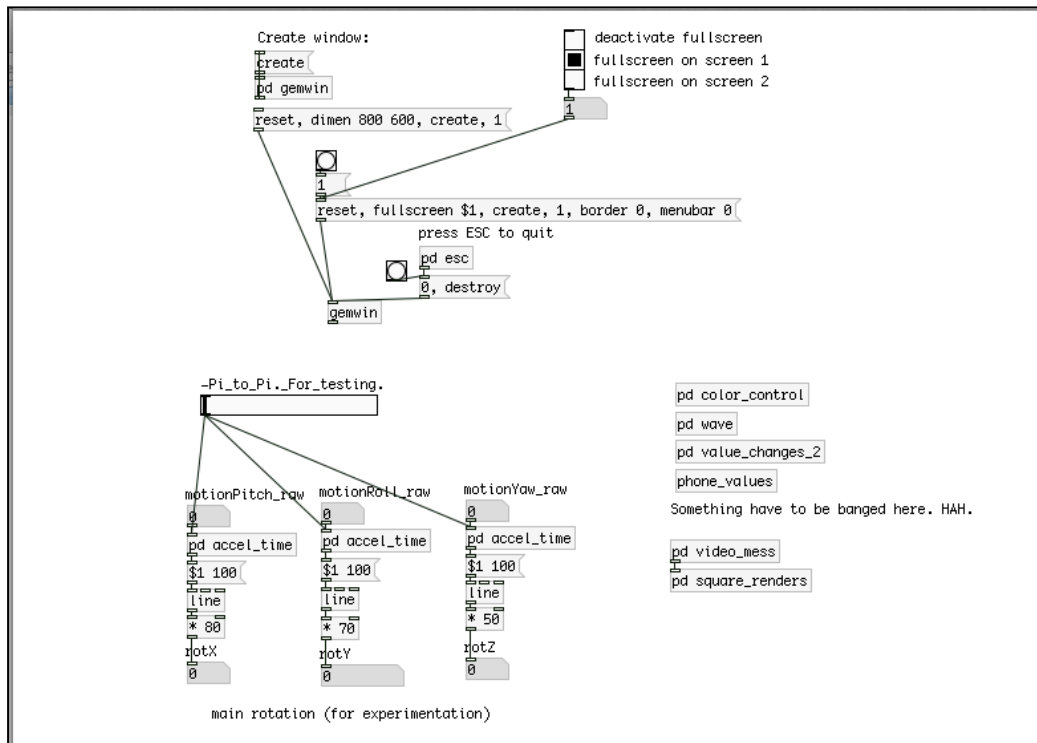 Create window:
create
pd gemwin
reset, dimen 800 600, create, 1
deactivate fullscreen
fullscreen on screen 1
fullscreen on screen 2
1
1
reset, fullscreen $1, create, 1, border 0, menubar 0
press ESC to quit
pd esc
0, destroy
gemwin
-Pi_to_Pi._For_testing.
motionPitch_raw
0
pd accel_time
$1 100
line
* 80
rotX
0
motionRoll_raw
0
pd accel_time
$1 100
line
* 70
rotY
0
motionYaw_raw
0
pd accel_time
$1 100
line
* 50
rotZ
0
main rotation (for experimentation)
pd color_control
pd wave
pd value_changes_2
phone_values
Something have to be banged here. HAH.
pd video_mess
pd square_renders